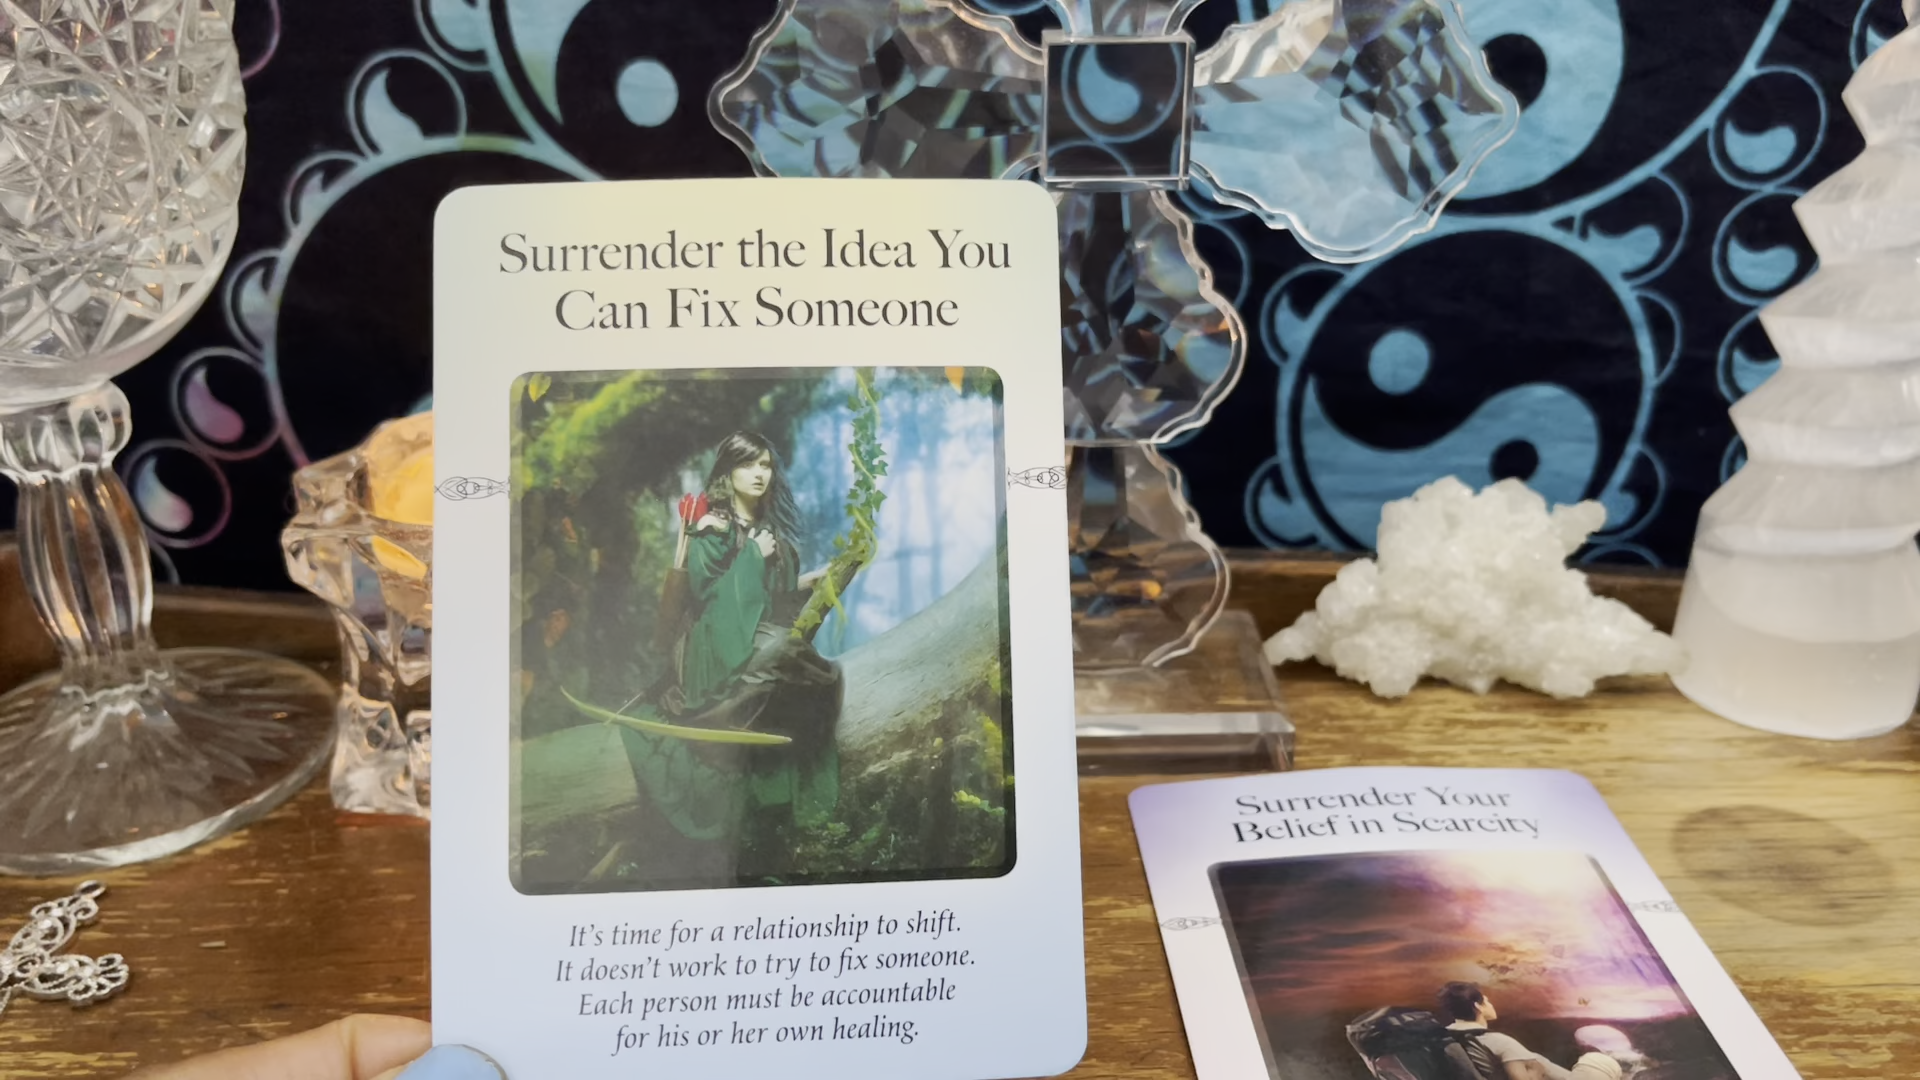 Surrender the Idea You
Can Fix Someone
It's time for a relationship to shift.
It doesn't work to try to fix someone.
Each person must be accountable
for his or her own healing.
Surrender Your
Belief in Scarcity